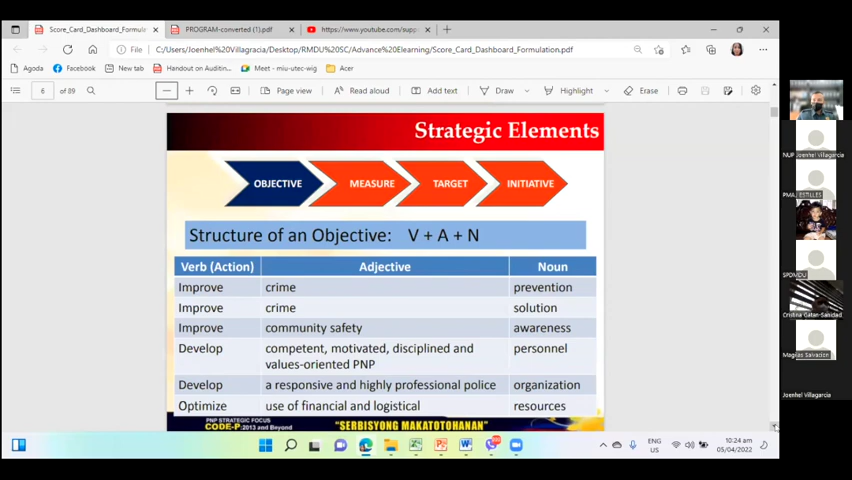 Score_Card_Dashboard_Formula
PROGRAM-converted (1).pdf
https://www.youtube.com/supp
File
C:/Users/Joenhel%20Villagracia/Desktop/RMDU%20SC/Advance%20Elearning/Score_Card_Dashboard_Formulation.pdf
Agoda
Facebook
New tab
Handout on Auditin...
Meet - miu-utec-wig
Acer
6
of 89
Page view
Read aloud
Add text
Draw
Highlight
Erase
Strategic Elements
OBJECTIVE
MEASURE
TARGET
INITIATIVE
Structure of an Objective: V + A + N
Verb (Action) Adjective Noun
Improve crime prevention
Improve crime solution
Improve community safety awareness
Develop competent, motivated, disciplined and values-oriented PNP personnel
Develop a responsive and highly professional police organization
Optimize use of financial and logistical resources
PNP STRATEGIC FOCUS
CODE-P:2013 and Beyond
"SERBISYONG MAKATOTOHANAN"
ENG
US
10:24 am
05/04/2022
NUP Joenhel Villagarcia
PMAJ ESTILLES
SPDMDU
Cristina Gatan-Sanidad
Salvacion
Joenhel Villagarcia